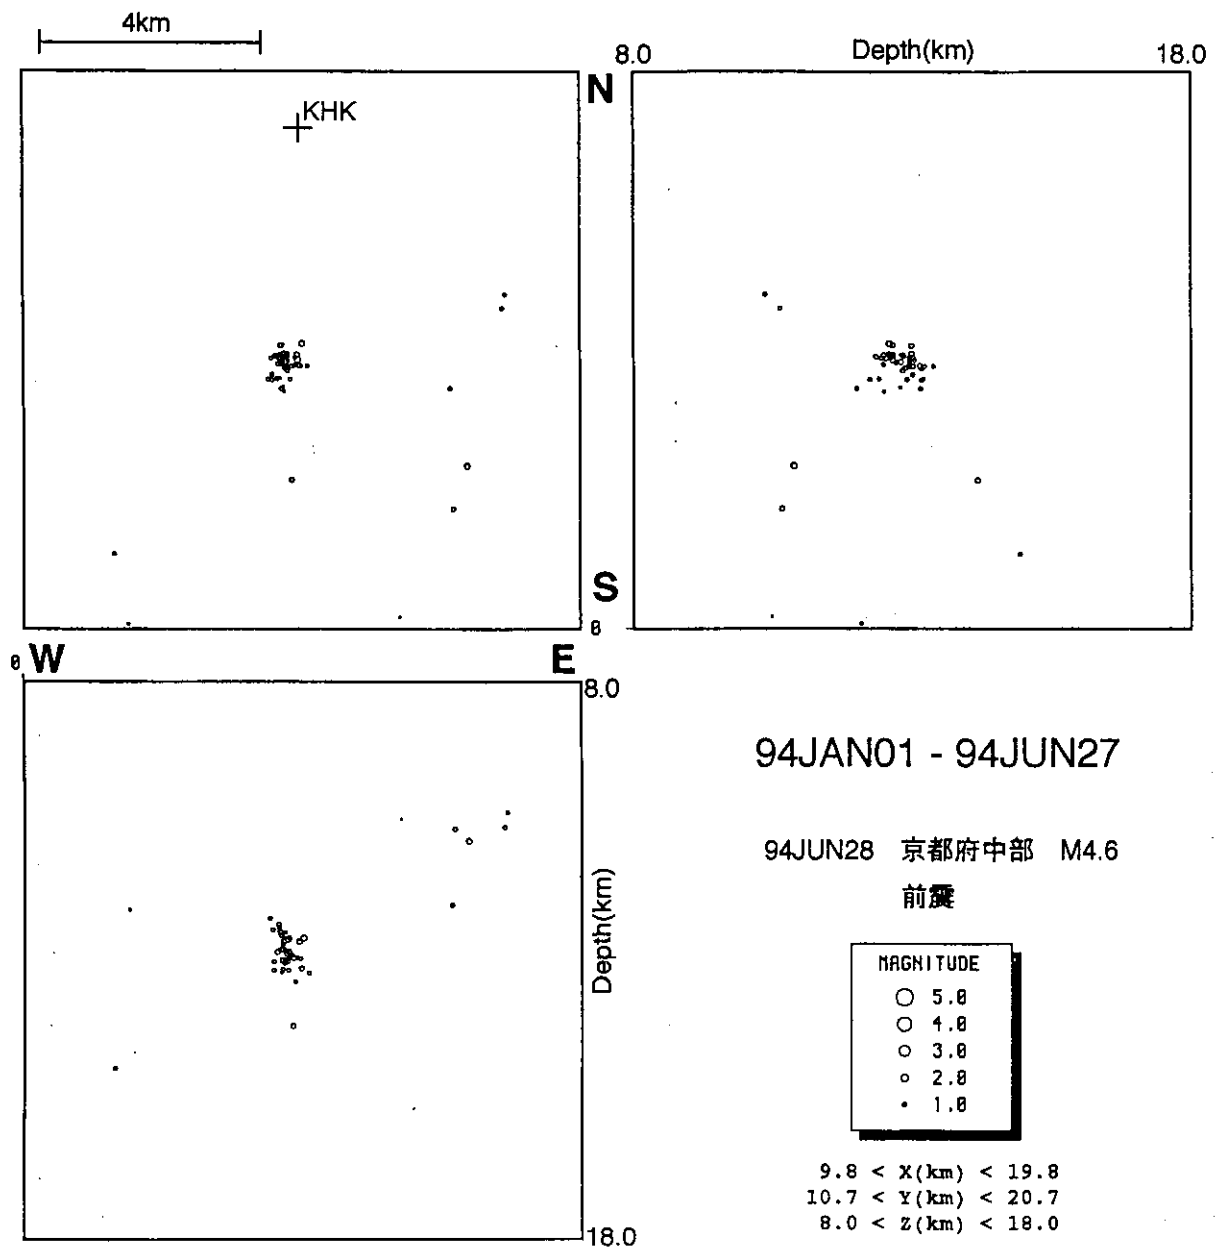 4km
8.0 Depth(km) 18.0
N
KHK
S
0
0 W E
8.0
Depth(km)
18.0
94JAN01 - 94JUN27
94JUN28 京都府中部 M4.6
前震
MAGNITUDE
5.0
4.0
3.0
2.0
1.0
9.8 < X(km) < 19.8
10.7 < Y(km) < 20.7
8.0 < Z(km) < 18.0